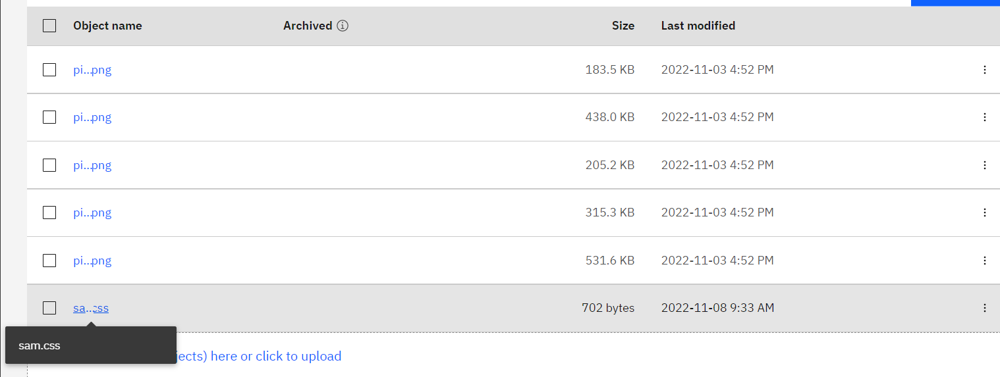 Object name Archived Size Last modified
pi...png 183.5 KB 2022-11-03 4:52 PM
pi...png 438.0 KB 2022-11-03 4:52 PM
pi...png 205.2 KB 2022-11-03 4:52 PM
pi...png 315.3 KB 2022-11-03 4:52 PM
pi...png 531.6 KB 2022-11-03 4:52 PM
sa...css 702 bytes 2022-11-08 9:33 AM
sam.css
jects) here or click to upload